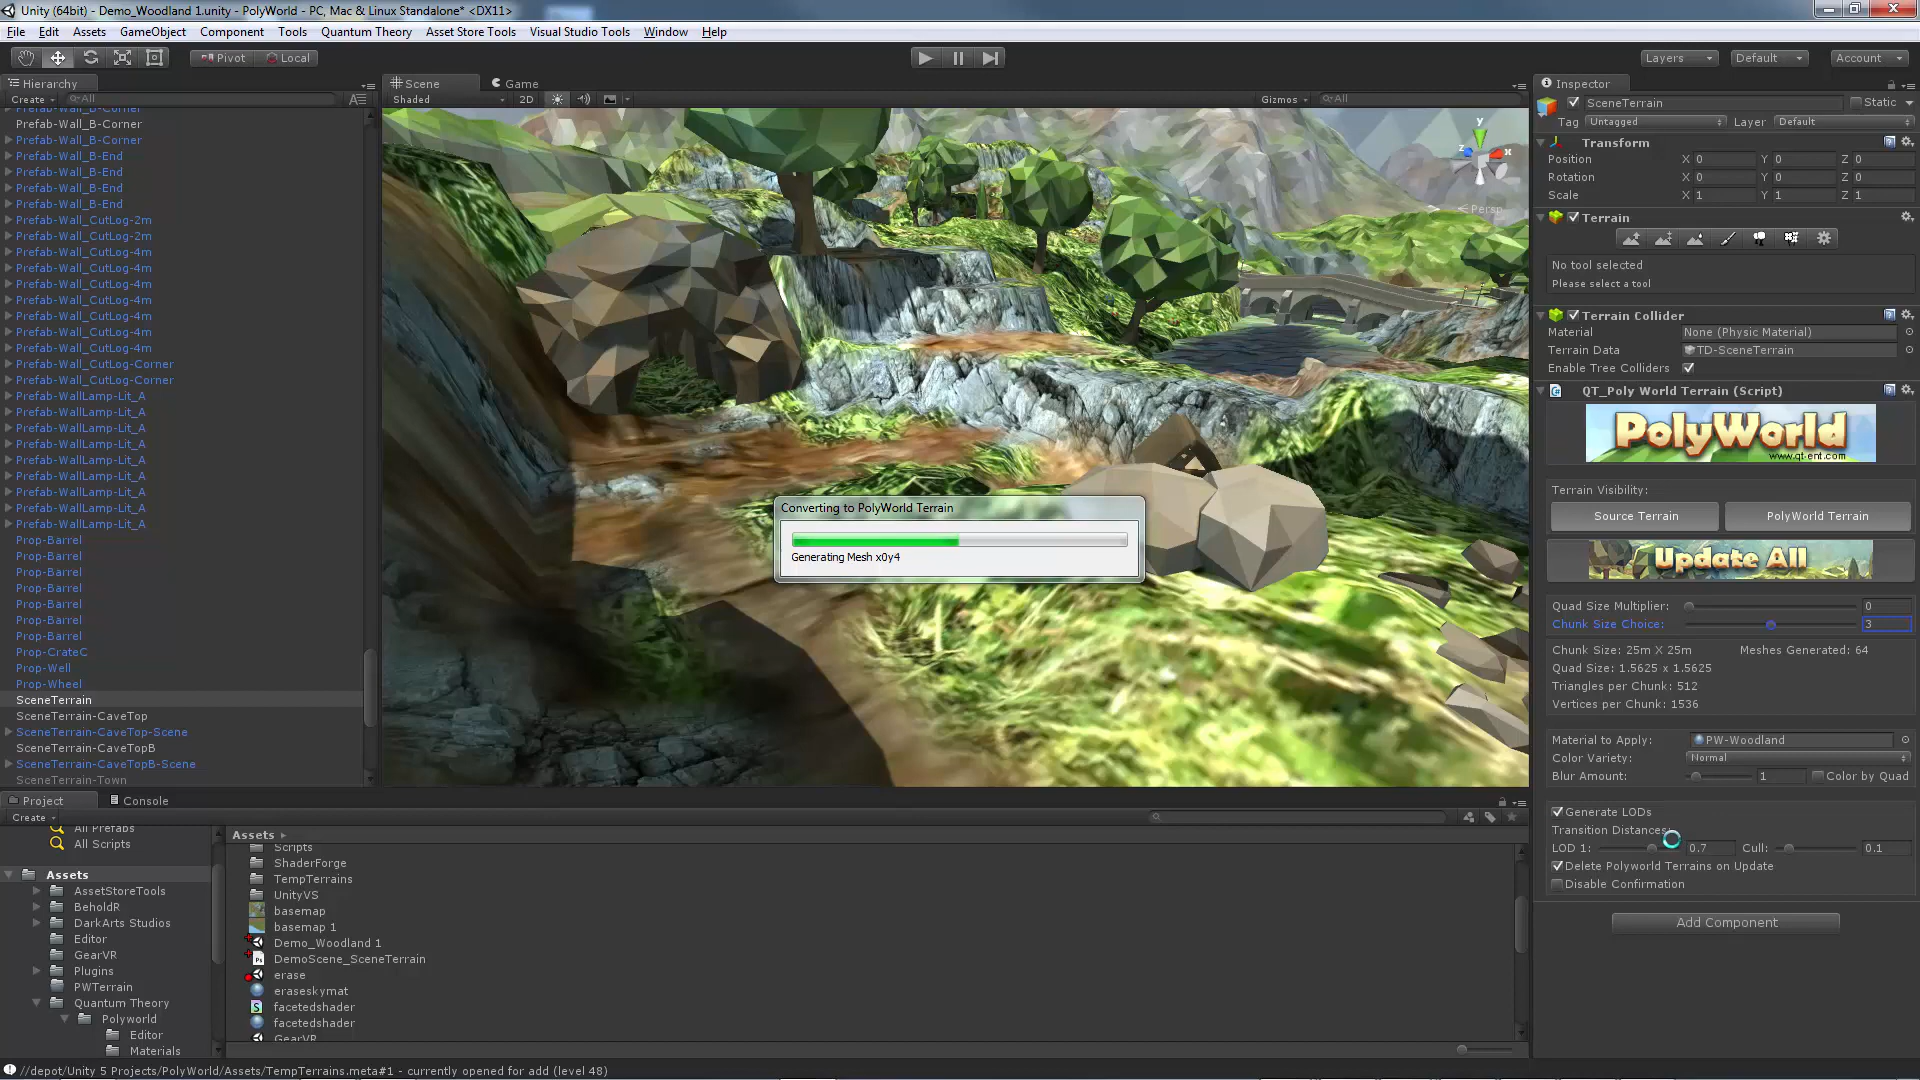 Unity (64bit) - Demo_Woodland 1.unity - PolyWorld - PC, Mac & Linux Standalone* <DX11>
File Edit Assets GameObject Component Tools Quantum Theory Asset Store Tools Visual Studio Tools Window Help
Pivot Local Layers Default Account
Hierarchy
Create All
Prefab-Wall_B-Corner
Prefab-Wall_B-Corner
Prefab-Wall_B-Corner
Prefab-Wall_B-End
Prefab-Wall_B-End
Prefab-Wall_B-End
Prefab-Wall_B-End
Prefab-Wall_CutLog-2m
Prefab-Wall_CutLog-2m
Prefab-Wall_CutLog-4m
Prefab-Wall_CutLog-4m
Prefab-Wall_CutLog-4m
Prefab-Wall_CutLog-4m
Prefab-Wall_CutLog-4m
Prefab-Wall_CutLog-4m
Prefab-Wall_CutLog-4m
Prefab-Wall_CutLog-Corner
Prefab-Wall_CutLog-Corner
Prefab-WallLamp-Lit_A
Prefab-WallLamp-Lit_A
Prefab-WallLamp-Lit_A
Prefab-WallLamp-Lit_A
Prefab-WallLamp-Lit_A
Prefab-WallLamp-Lit_A
Prefab-WallLamp-Lit_A
Prefab-WallLamp-Lit_A
Prefab-WallLamp-Lit_A
Prop-Barrel
Prop-Barrel
Prop-Barrel
Prop-Barrel
Prop-Barrel
Prop-Barrel
Prop-Barrel
Prop-CrateC
Prop-Well
Prop-Wheel
SceneTerrain
SceneTerrain-CaveTop
SceneTerrain-CaveTop-Scene
SceneTerrain-CaveTopB
SceneTerrain-CaveTopB-Scene
SceneTerrain-Town
Scene Game
Shaded 2D Gizmos All
y
z x
Persp
Converting to PolyWorld Terrain
Generating Mesh x0y4
Inspector
SceneTerrain Static
Tag Untagged Layer Default
Transform
Position X 0 Y 0 Z 0
Rotation X 0 Y 0 Z 0
Scale X 1 Y 1 Z 1
Terrain
No tool selected
Please select a tool
Terrain Collider
Material None (Physic Material)
Terrain Data TD-SceneTerrain
Enable Tree Colliders
QT_Poly World Terrain (Script)
PolyWorld
www.qt-ent.com
Terrain Visibility:
Source Terrain PolyWorld Terrain
Update All
Quad Size Multiplier: 0
Chunk Size Choice: 3
Chunk Size: 25m X 25m Meshes Generated: 64
Quad Size: 1.5625 x 1.5625
Triangles per Chunk: 512
Vertices per Chunk: 1536
Material to Apply: PW-Woodland
Color Variety: Normal
Blur Amount: 1 Color by Quad
Generate LODs
Transition Distances:
LOD 1: 0.7 Cull: 0.1
Delete Polyworld Terrains on Update
Disable Confirmation
Add Component
Project Console
Create
All Prefabs
All Scripts
Assets
AssetStoreTools
BeholdR
DarkArts Studios
Editor
GearVR
Plugins
PWTerrain
Quantum Theory
Polyworld
Editor
Materials
Assets
Scripts
ShaderForge
TempTerrains
UnityVS
basemap
basemap 1
Demo_Woodland 1
DemoScene_SceneTerrain
erase
eraseskymat
facetedshader
facetedshader
GearVR
//depot/Unity 5 Projects/PolyWorld/Assets/TempTerrains.meta#1 - currently opened for add (level 48)